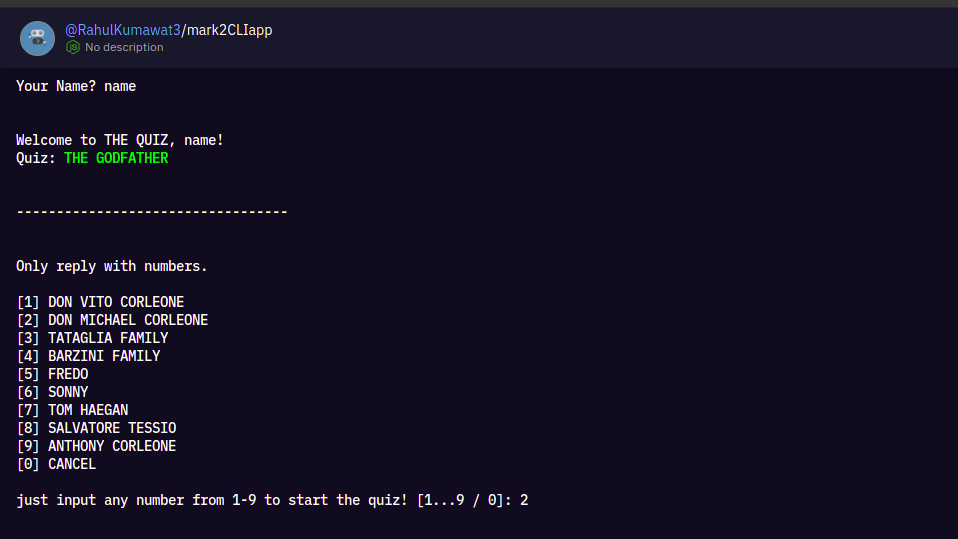 @RahulKumawat3/mark2CLIapp
No description
Your Name? name
Welcome to THE QUIZ, name!
Quiz: THE GODFATHER
----------------------------------
Only reply with numbers.
[1] DON VITO CORLEONE
[2] DON MICHAEL CORLEONE
[3] TATAGLIA FAMILY
[4] BARZINI FAMILY
[5] FREDO
[6] SONNY
[7] TOM HAEGAN
[8] SALVATORE TESSIO
[9] ANTHONY CORLEONE
[0] CANCEL
just input any number from 1-9 to start the quiz! [1...9 / 0]: 2